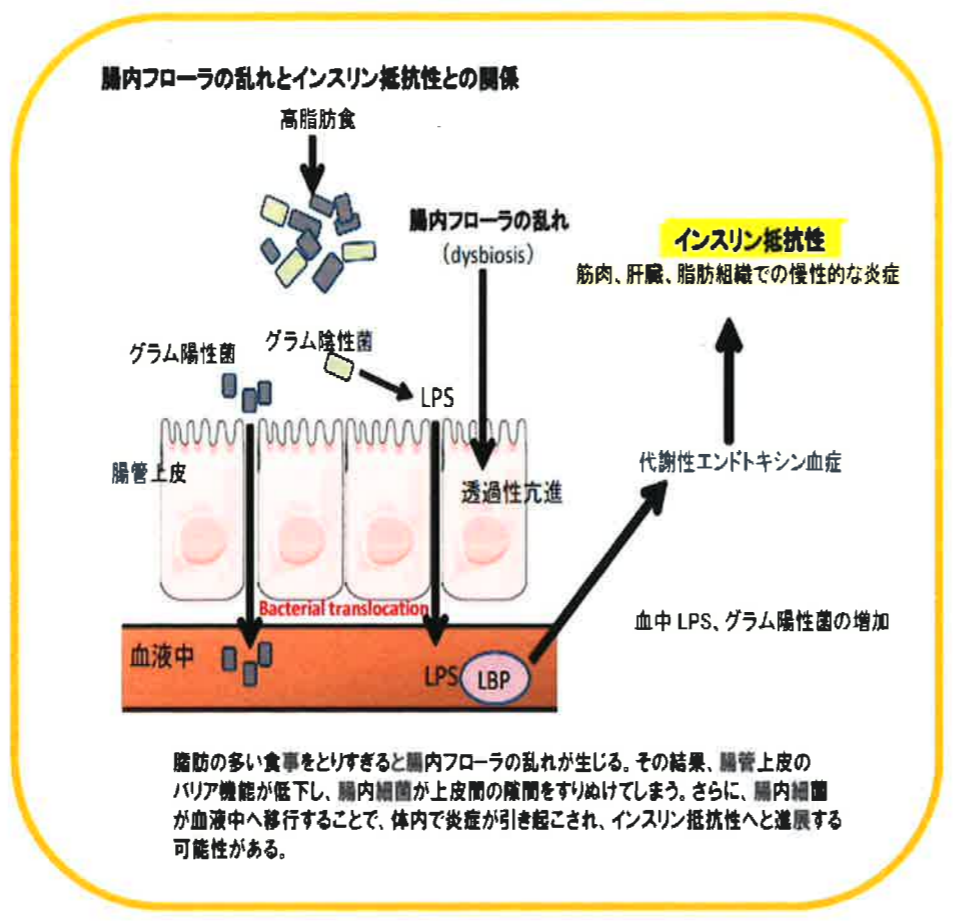 腸内フローラの乱れとインスリン抵抗性との関係
高脂肪食
腸内フローラの乱れ
（dysbiosis）
インスリン抵抗性
筋肉、肝臓、脂肪組織での慢性的な炎症
グラム陽性菌
グラム陰性菌
LPS
腸管上皮
透過性亢進
代謝性エンドトキシン血症
Bacterial translocation
血中 LPS、グラム陽性菌の増加
血液中
LPS
LBP
脂肪の多い食事をとりすぎると腸内フローラの乱れが生じる。その結果、腸管上皮の
バリア機能が低下し、腸内細菌が上皮間の隙間をすりぬけてしまう。さらに、腸内細菌
が血液中へ移行することで、体内で炎症が引き起こされ、インスリン抵抗性へと進展する
可能性がある。